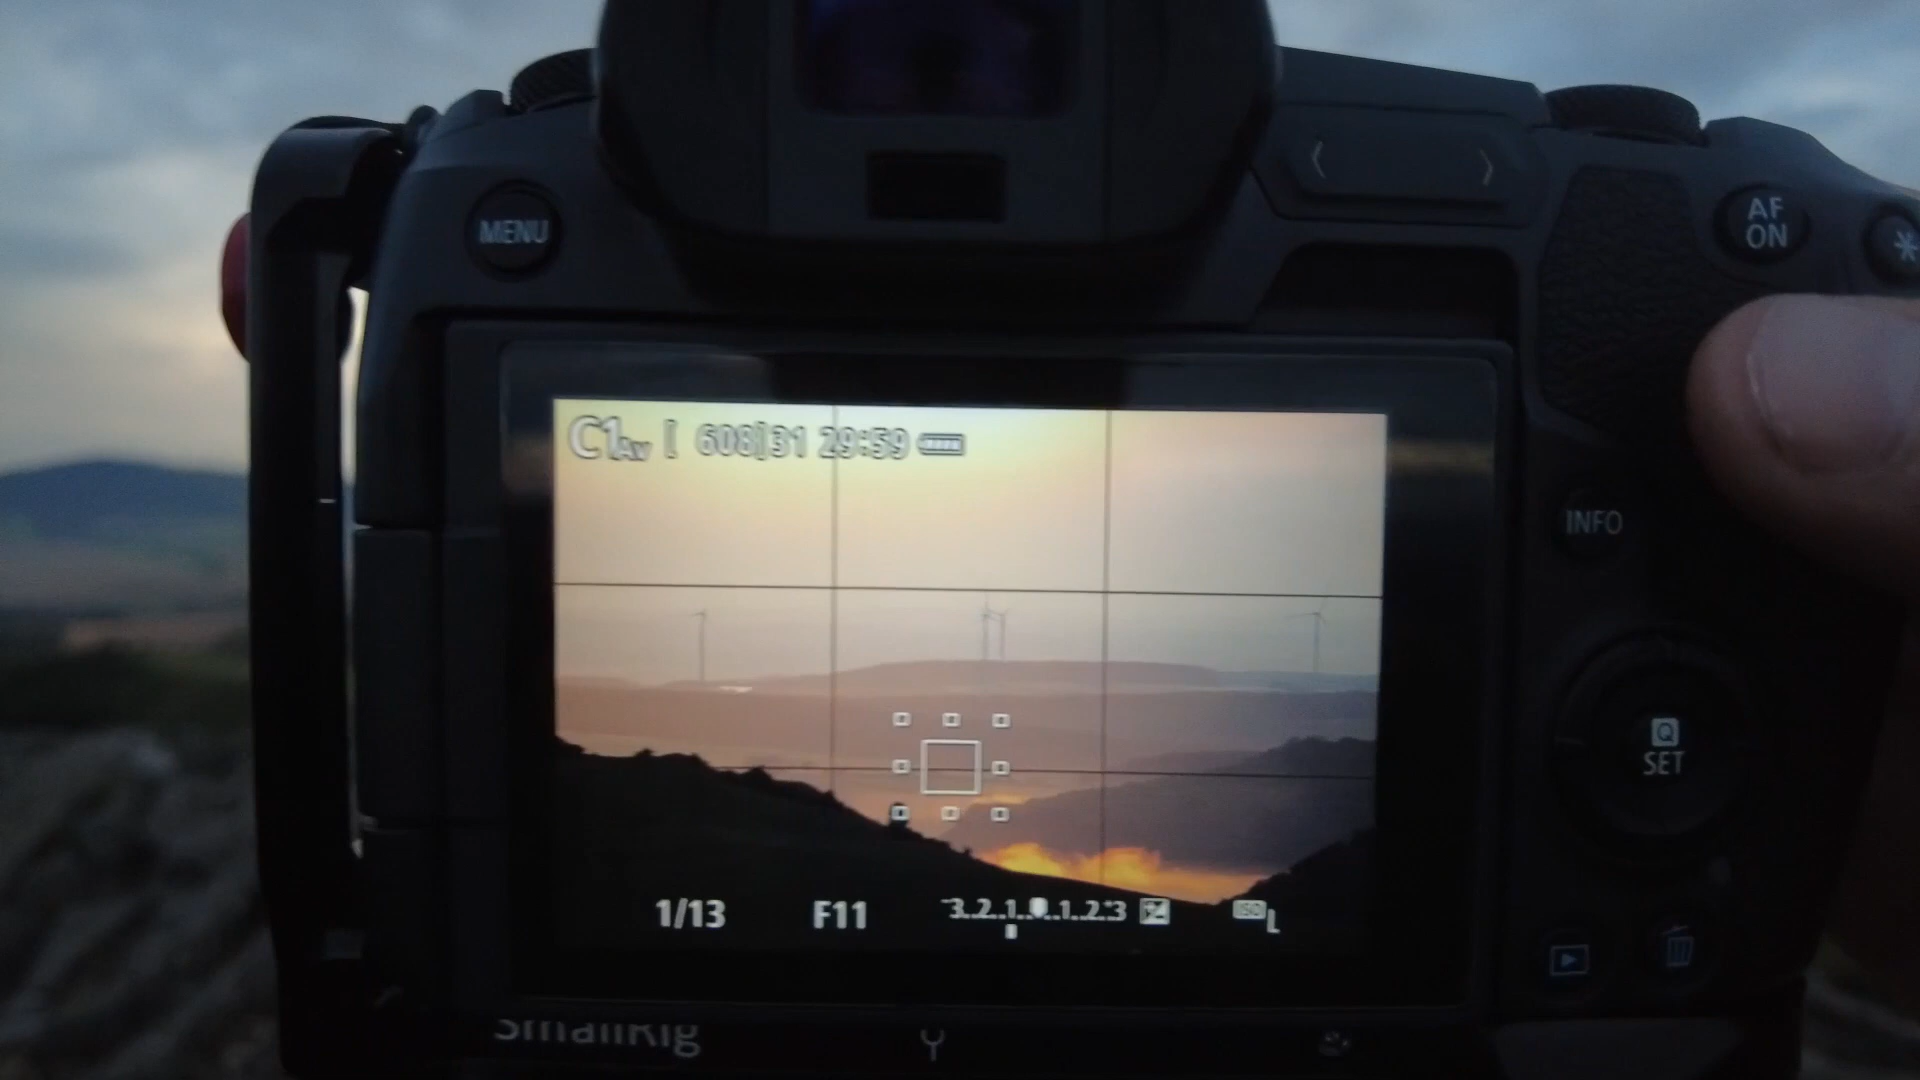 MENU
AF
ON
*
C1Av [ 608]31 29:59
INFO
Q
SET
1/13 F11 -3..2..1..1..2..+3 ISO L
SmallRig